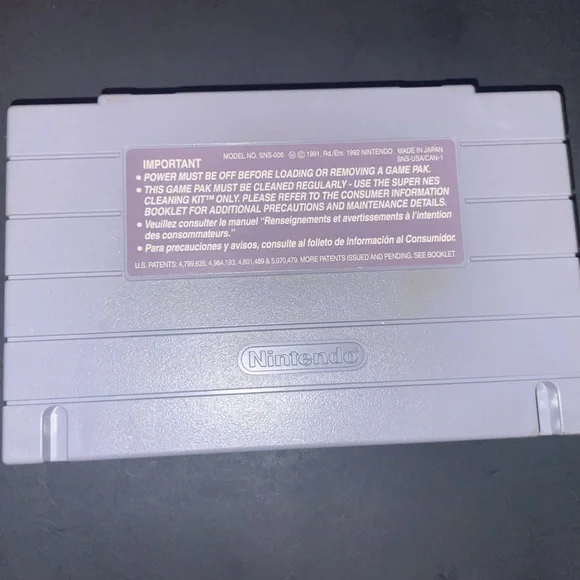 IMPORTANT MODEL NO. SNS-006 Ⓜ © 1991, Rd./Em. 1992 NINTENDO MADE IN JAPAN
SNS-USA/CAN-1
• POWER MUST BE OFF BEFORE LOADING OR REMOVING A GAME PAK.
• THIS GAME PAK MUST BE CLEANED REGULARLY - USE THE SUPER NES
CLEANING KIT™ ONLY. PLEASE REFER TO THE CONSUMER INFORMATION
BOOKLET FOR ADDITIONAL PRECAUTIONS AND MAINTENANCE DETAILS.
• Veuillez consulter le manuel "Renseignements et avertissements à l'intention
des consommateurs."
• Para precauciones y avisos, consulte al folleto de Información al Consumidor.
U.S. PATENTS: 4,799,635; 4,984,193; 4,601,489 & 5,070,479. MORE PATENTS ISSUED AND PENDING, SEE BOOKLET
Nintendo